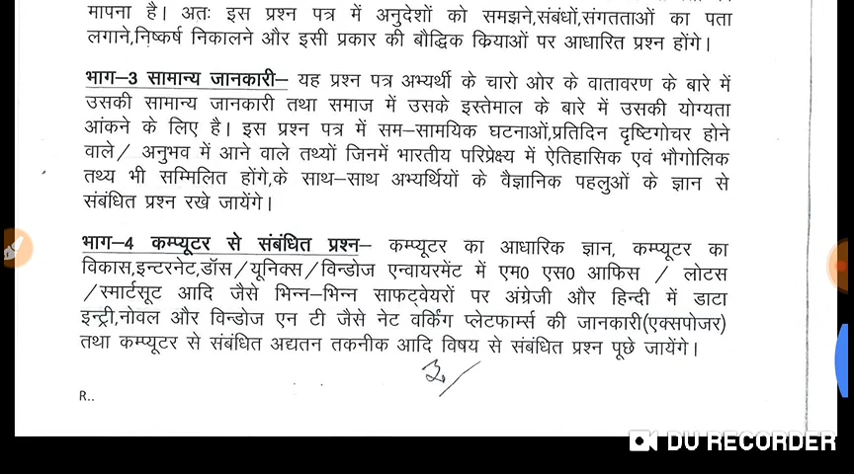 मापना है। अतः इस प्रश्न पत्र में अनुदेशों को समझने,संबंधों,संगतताओं का पता
लगाने,निष्कर्ष निकालने और इसी प्रकार की बौद्धिक कियाओं पर आधारित प्रश्न होंगे।
भाग–3 सामान्य जानकारी– यह प्रश्न पत्र अभ्यर्थी के चारो ओर के वातावरण के बारे में
उसकी सामान्य जानकारी तथा समाज में उसके इस्तेमाल के बारे में उसकी योग्यता
आंकने के लिए है। इस प्रश्न पत्र में सम–सामयिक घटनाओं,प्रतिदिन दृष्टिगोचर होने
वाले/ अनुभव में आने वाले तथ्यों जिनमें भारतीय परिप्रेक्ष्य में ऐतिहासिक एवं भौगोलिक
तथ्य भी सम्मिलित होंगे,के साथ–साथ अभ्यर्थियों के वैज्ञानिक पहलुओं के ज्ञान से
संबंधित प्रश्न रखे जायेंगे।
भाग–4 कम्प्यूटर से संबंधित प्रश्न– कम्प्यूटर का आधारिक ज्ञान, कम्प्यूटर का
विकास,इन्टरनेट,डॉस/यूनिक्स/विन्डोज एन्वायरमेंट में एम0 एस0 आफिस / लोटस
/स्मार्टसूट आदि जैसे भिन्न–भिन्न साफट्वेयरों पर अंग्रेजी और हिन्दी में डाटा
इन्ट्री,नोवल और विन्डोज एन टी जैसे नेट वर्किंग प्लेटफार्म्स की जानकारी(एक्सपोजर)
तथा कम्प्यूटर से संबंधित अद्यतन तकनीक आदि विषय से संबंधित प्रश्न पूछे जायेंगे।
R..
DU RECORDER